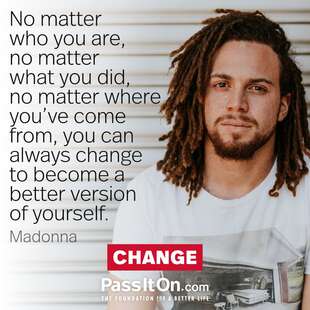 No matter
who you are,
no matter
what you did,
no matter where
you've come
from, you can
always change
to become a
better version
of yourself.
Madonna
CHANGE
PassItOn.com
THE FOUNDATION FOR A BETTER LIFE